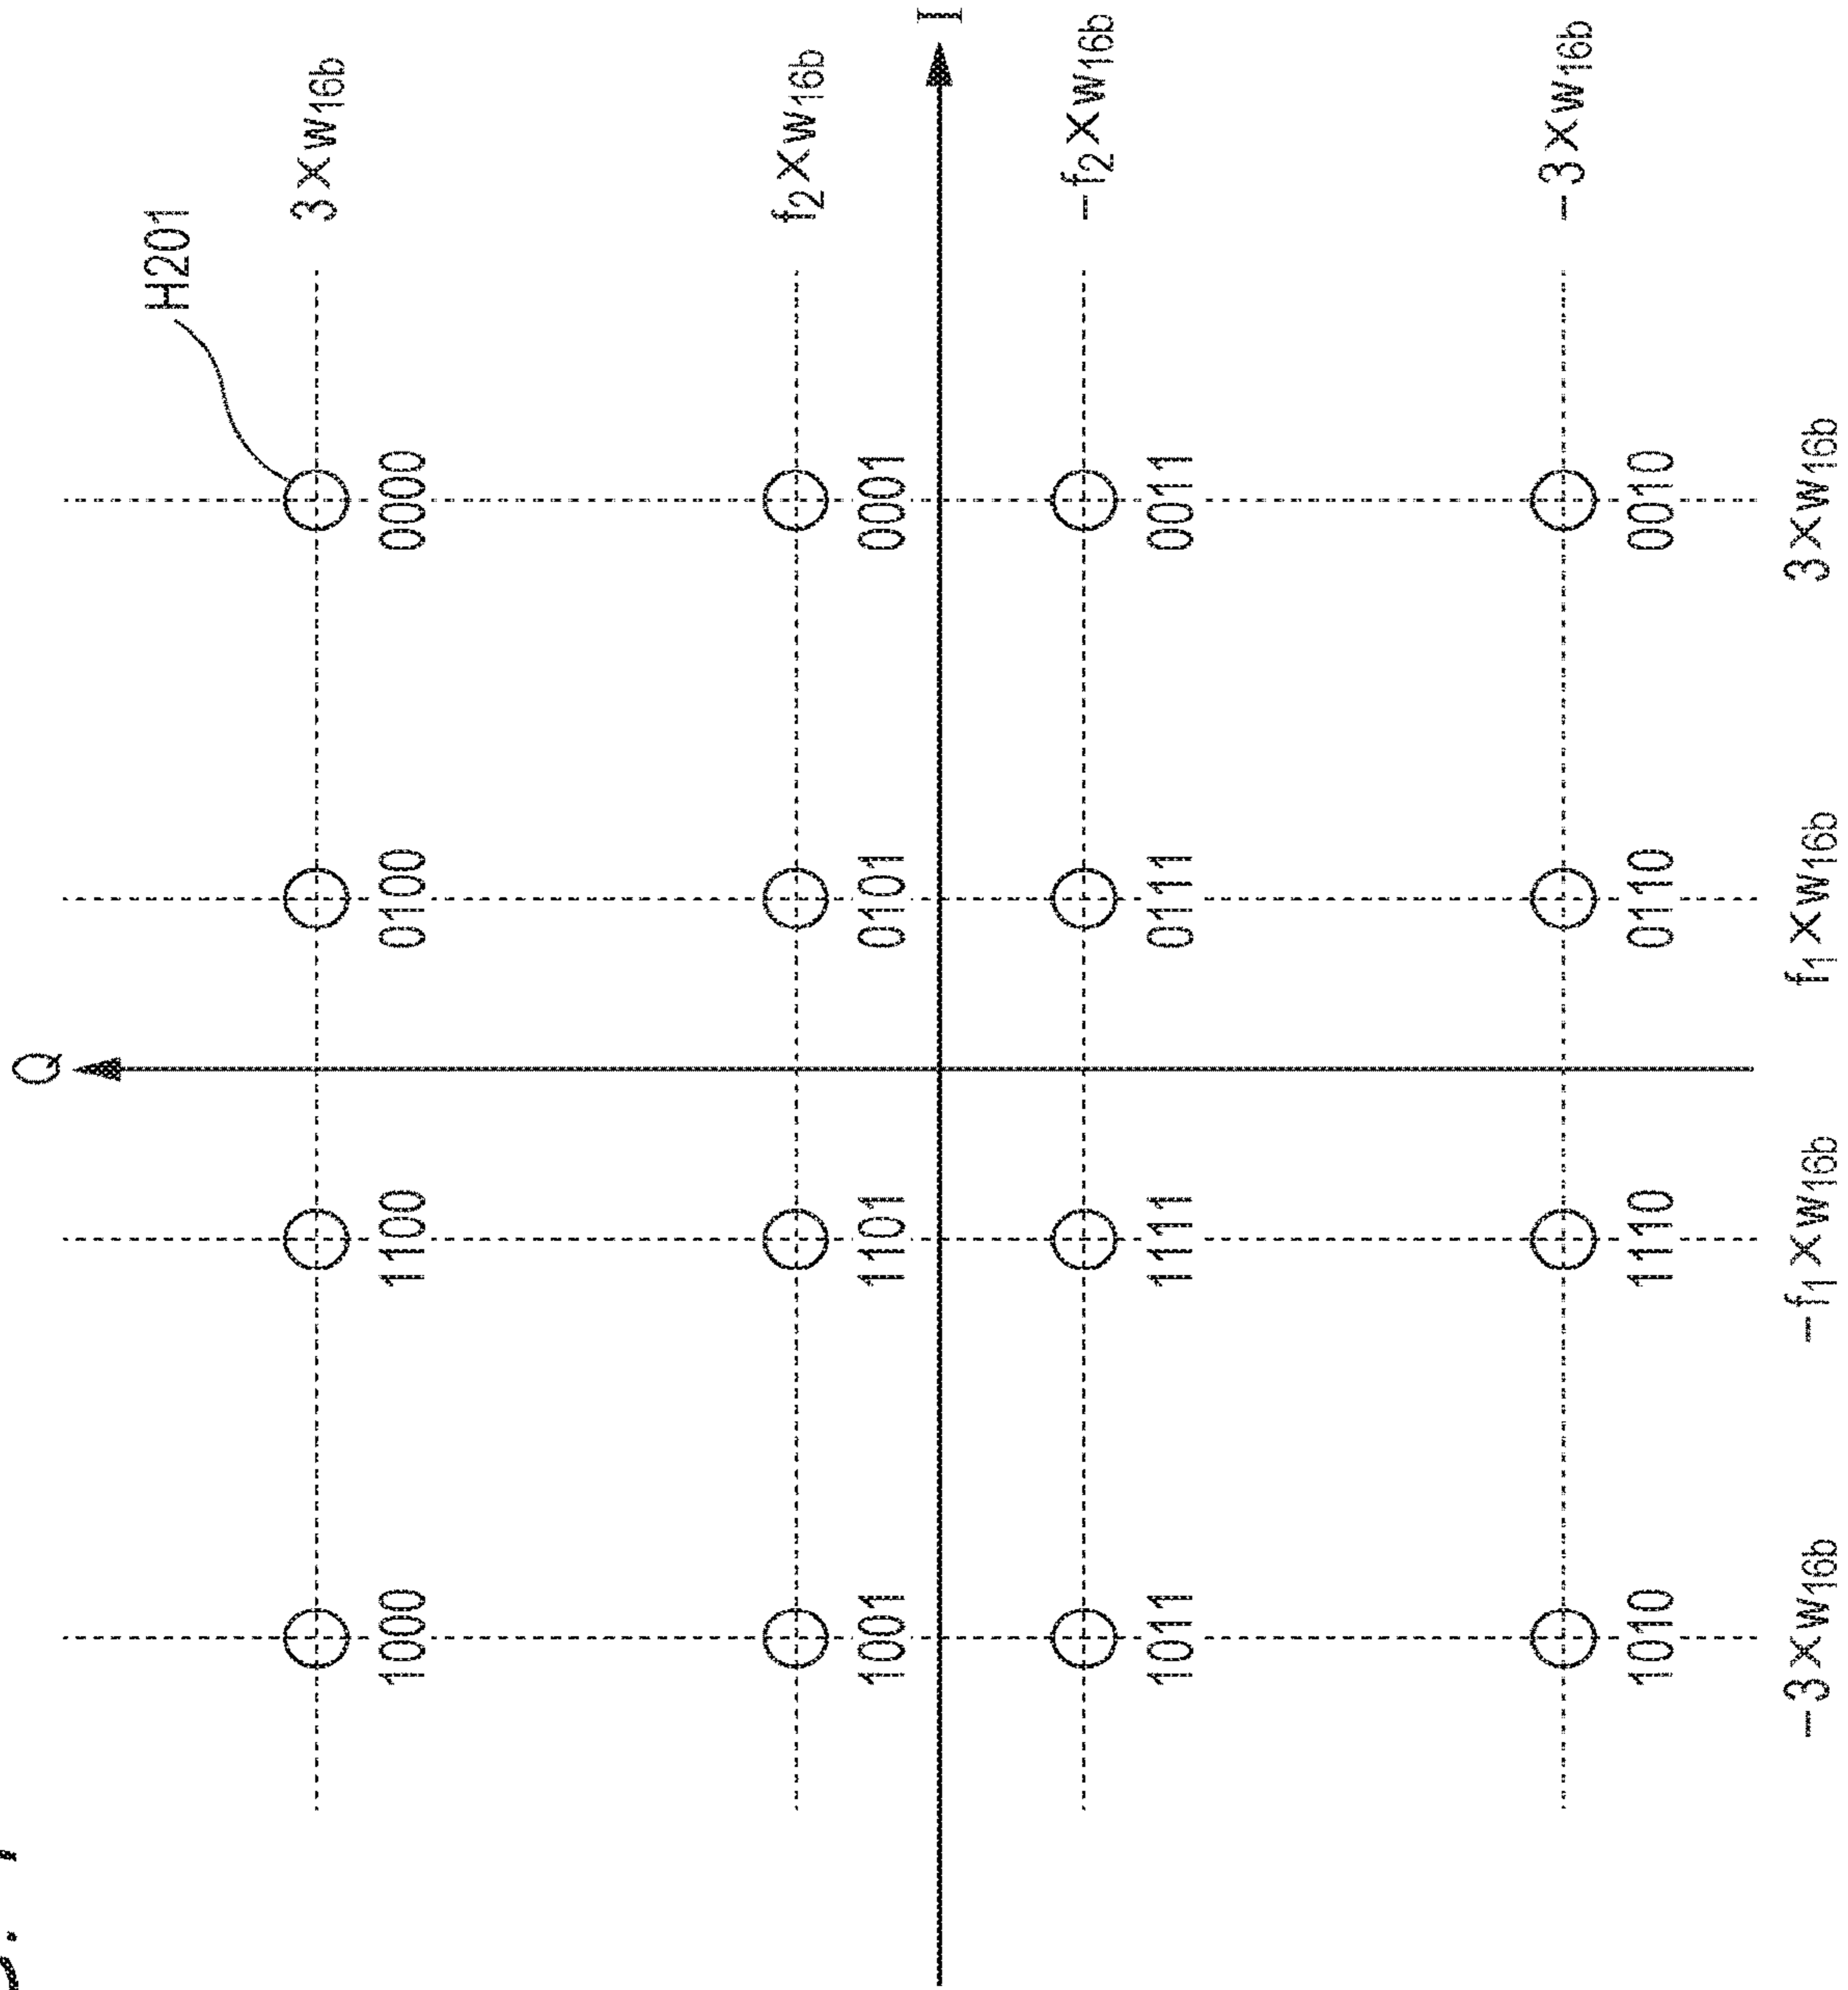 Q
H201
1000 1100 0100 0000 3×w16b
1001 1101 0101 0001 f2×w16b
I
1011 1111 0111 0011 −f2×w16b
1010 1110 0110 0010 −3×w16b
−3×w16b −f1×w16b f1×w16b 3×w16b